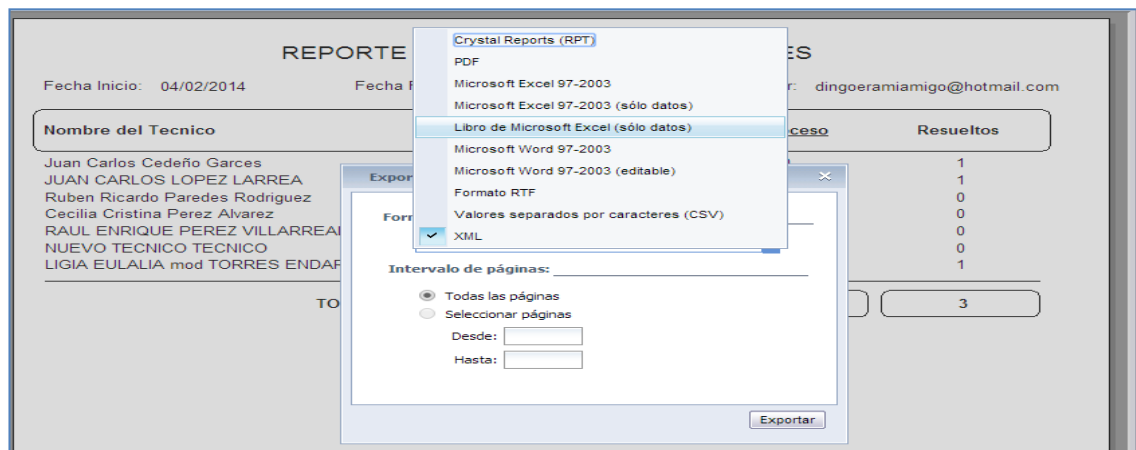 REPORTE ES
Crystal Reports (RPT)
PDF
Microsoft Excel 97-2003
Microsoft Excel 97-2003 (sólo datos)
Libro de Microsoft Excel (sólo datos)
Microsoft Word 97-2003
Microsoft Word 97-2003 (editable)
Formato RTF
Valores separados por caracteres (CSV)
XML
Fecha Inicio: 04/02/2014 Fecha F r: dingoeramiamigo@hotmail.com
Nombre del Tecnico ceso Resueltos
Juan Carlos Cedeño Garces 1
JUAN CARLOS LOPEZ LARREA 1
Ruben Ricardo Paredes Rodriguez 0
Cecilia Cristina Perez Alvarez 0
RAUL ENRIQUE PEREZ VILLARREAL 0
NUEVO TECNICO TECNICO 0
LIGIA EULALIA mod TORRES ENDAR 1
TO 3
Expor
Form
Intervalo de páginas:
Todas las páginas
Seleccionar páginas
Desde:
Hasta:
Exportar